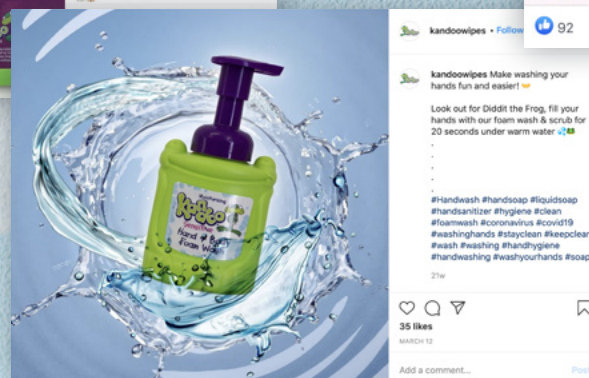 92
kandoowipes • Follow
kandoowipes Make washing your
hands fun and easier!
Look out for Diddit the Frog, fill your
hands with our foam wash & scrub for
20 seconds under warm water
.
.
.
.
.
#Handwash #handsoap #liquidsoap
#handsanitizer #hygiene #clean
#foamwash #coronavirus #covid19
#washinghands #stayclean #keepclean
#wash #washing #handhygiene
#handwashing #washyourhands #soap
21w
35 likes
MARCH 12
Add a comment...
Post
Kandoo
Sensitive
Hand & Body
Foam Wash